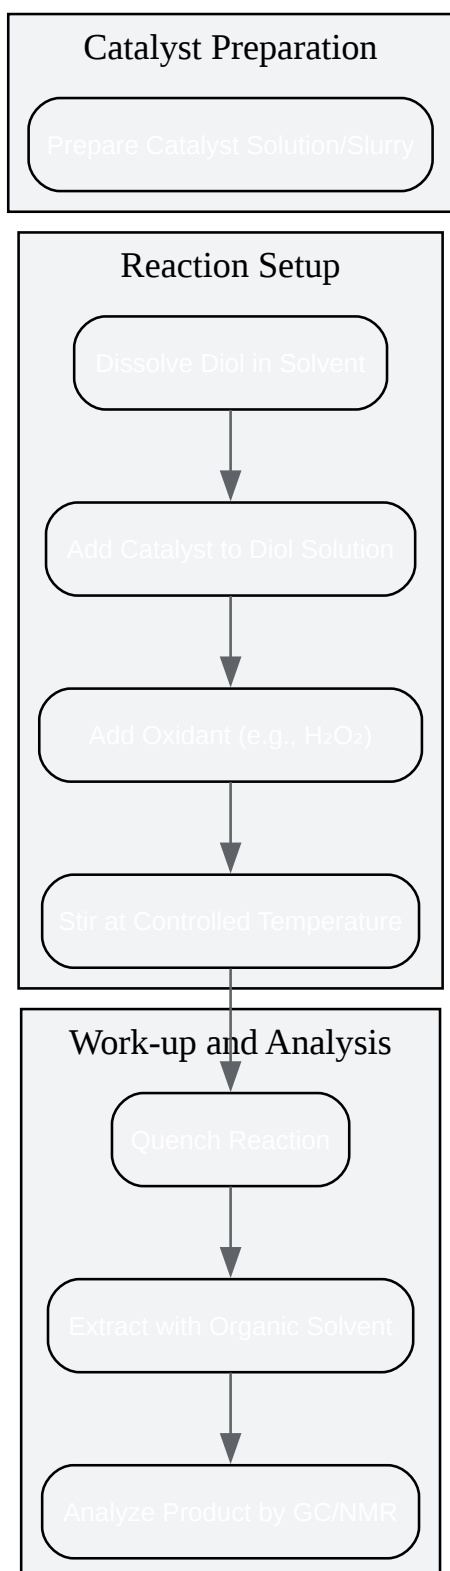 Catalyst Preparation
Prepare Catalyst Solution/Slurry
Reaction Setup
Dissolve Diol in Solvent
Add Catalyst to Diol Solution
Add Oxidant (e.g., H₂O₂)
Stir at Controlled Temperature
Work-up and Analysis
Quench Reaction
Extract with Organic Solvent
Analyze Product by GC/NMR